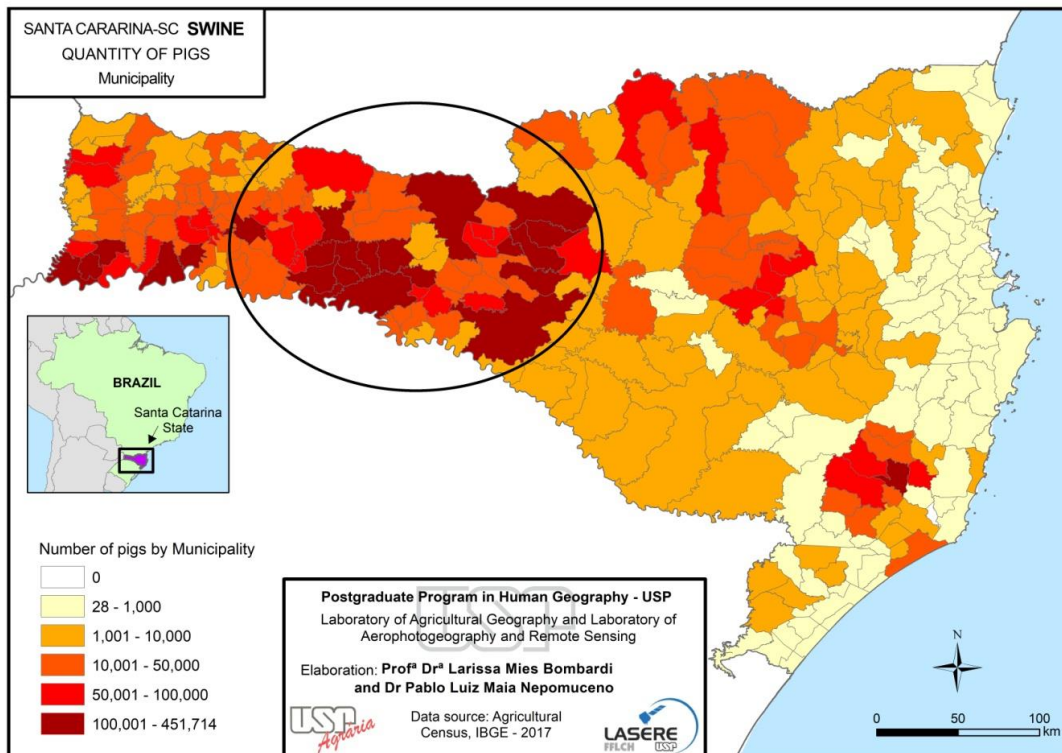 SANTA CARARINA-SC SWINE
QUANTITY OF PIGS
Municipality
BRAZIL
Santa Catarina
State
Number of pigs by Municipality
0
28 - 1,000
1,001 - 10,000
10,001 - 50,000
50,001 - 100,000
100,001 - 451,714
USP
Postgraduate Program in Human Geography - USP
Laboratory of Agricultural Geography and Laboratory of
Aerophotogeography and Remote Sensing
Elaboration: Profª Drª Larissa Mies Bombardi
and Dr Pablo Luiz Maia Nepomuceno
USP
Agrária
Data source: Agricultural
Census, IBGE - 2017
LASERE
FFLCH USP
N
0 50 100
km